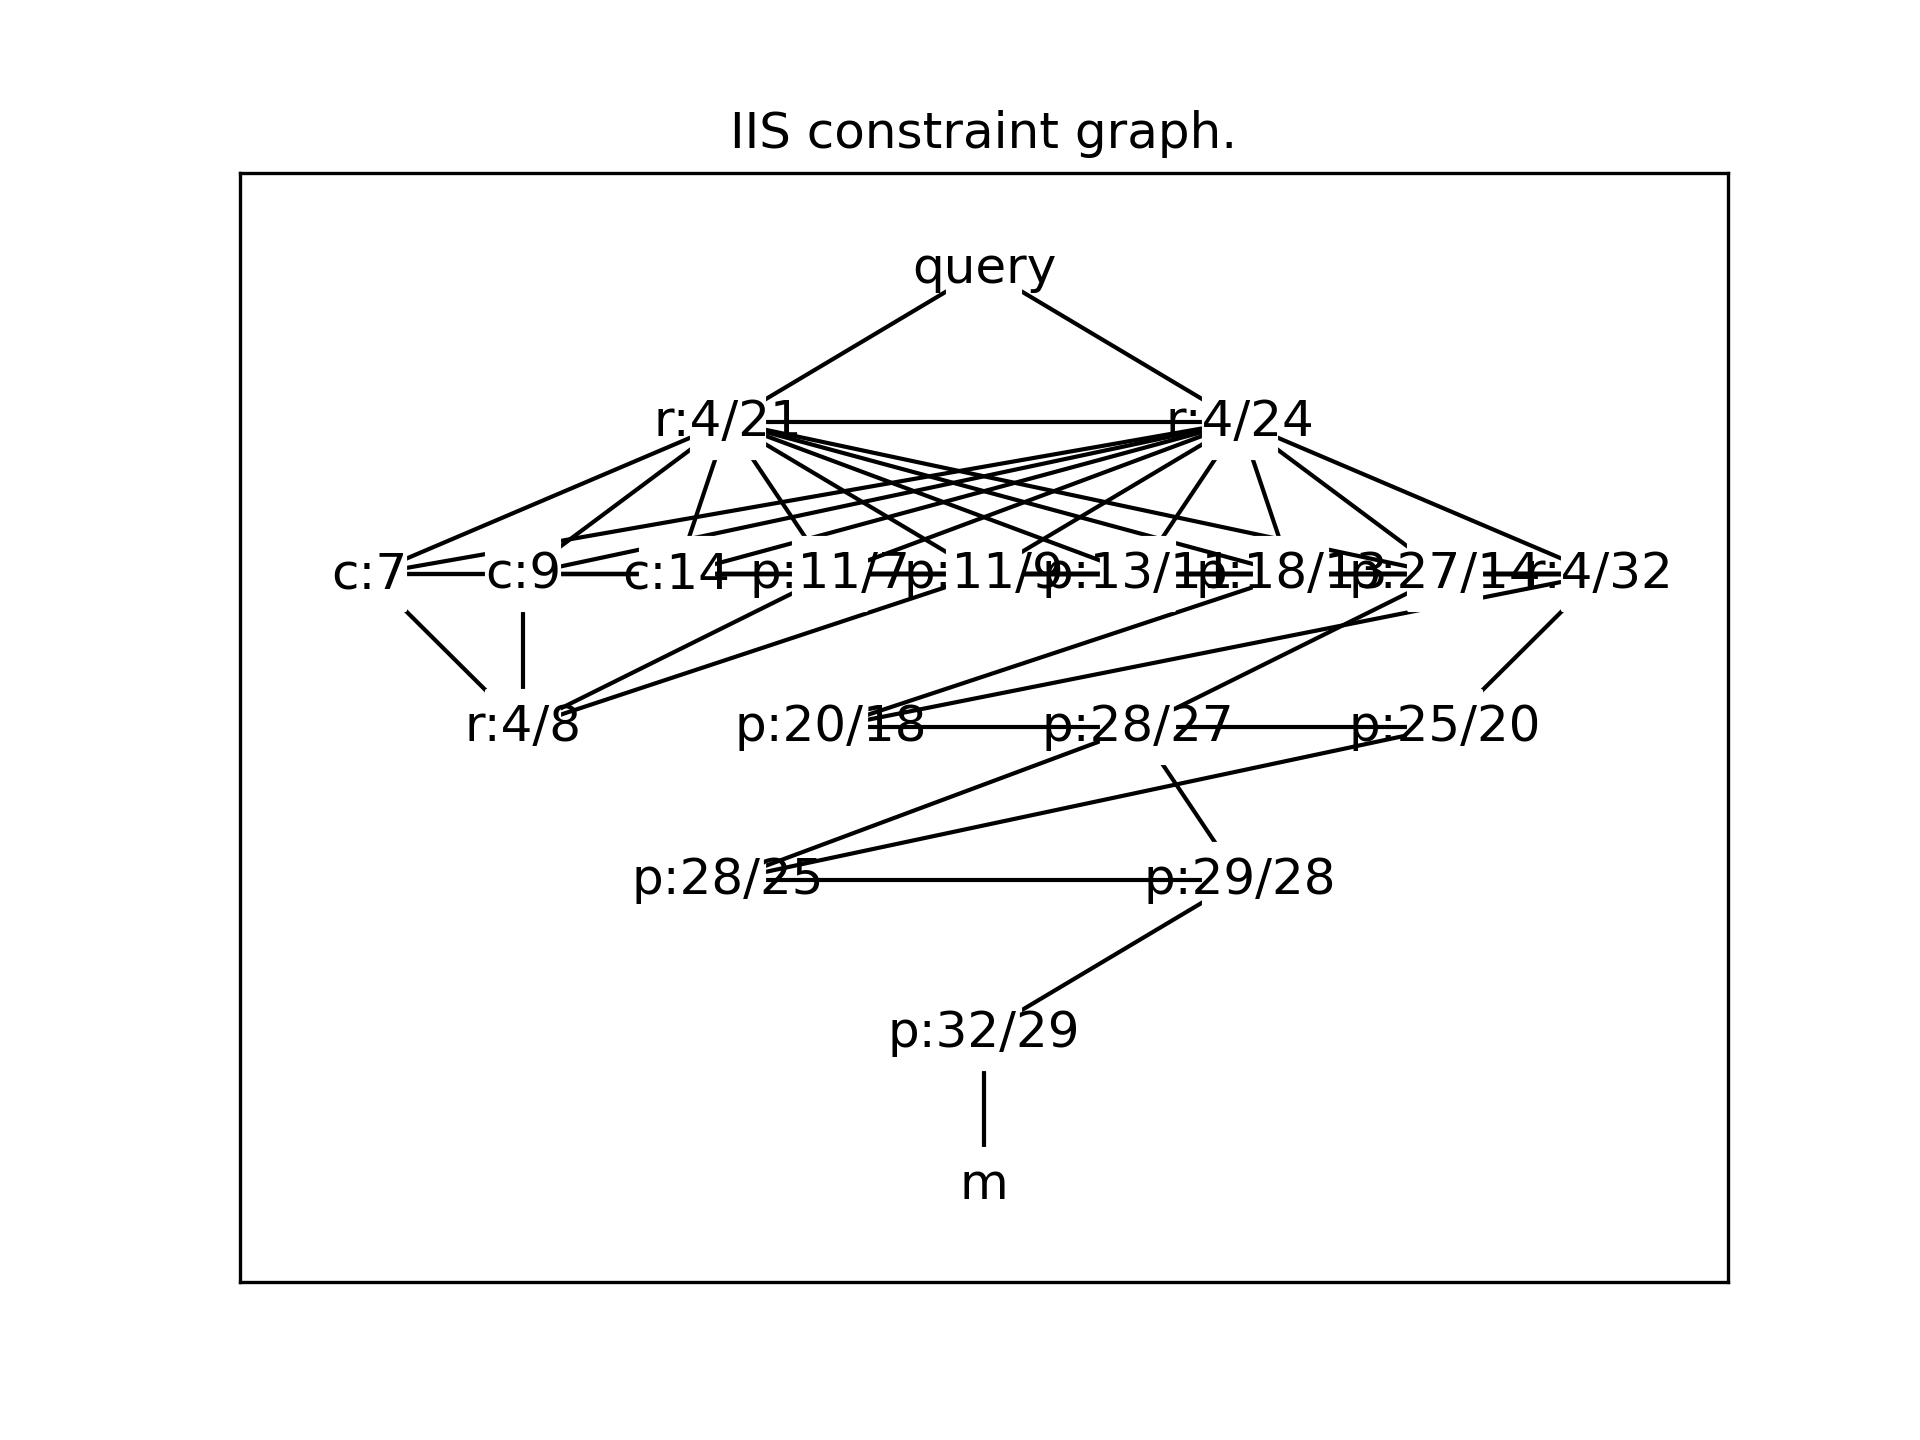 IIS constraint graph.
query
r:4/21 r:4/24
c:7 c:9 c:14 p:11/7 p:11/9 p:13/11 p:18/13 p:27/14 r:4/32
r:4/8 p:20/18 p:28/27 p:25/20
p:28/25 p:29/28
p:32/29
m